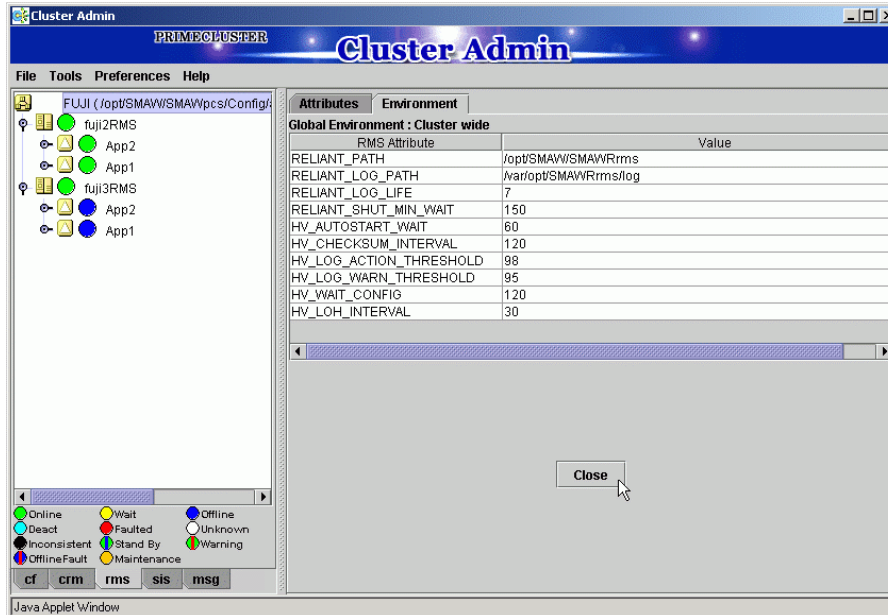 Cluster Admin
PRIMECLUSTER
Cluster Admin
File Tools Preferences Help
FUJI ( /opt/SMAW/SMAWpcs/Config/
fuji2RMS
App2
App1
fuji3RMS
App2
App1
Attributes Environment
Global Environment : Cluster wide
RMS Attribute Value
RELIANT_PATH /opt/SMAW/SMAWRrms
RELIANT_LOG_PATH /var/opt/SMAWRrms/log
RELIANT_LOG_LIFE 7
RELIANT_SHUT_MIN_WAIT 150
HV_AUTOSTART_WAIT 60
HV_CHECKSUM_INTERVAL 120
HV_LOG_ACTION_THRESHOLD 98
HV_LOG_WARN_THRESHOLD 95
HV_WAIT_CONFIG 120
HV_LOH_INTERVAL 30
Close
Online Wait Offline
Deact Faulted Unknown
Inconsistent Stand By Warning
OfflineFault Maintenance
cf crm rms sis msg
Java Applet Window